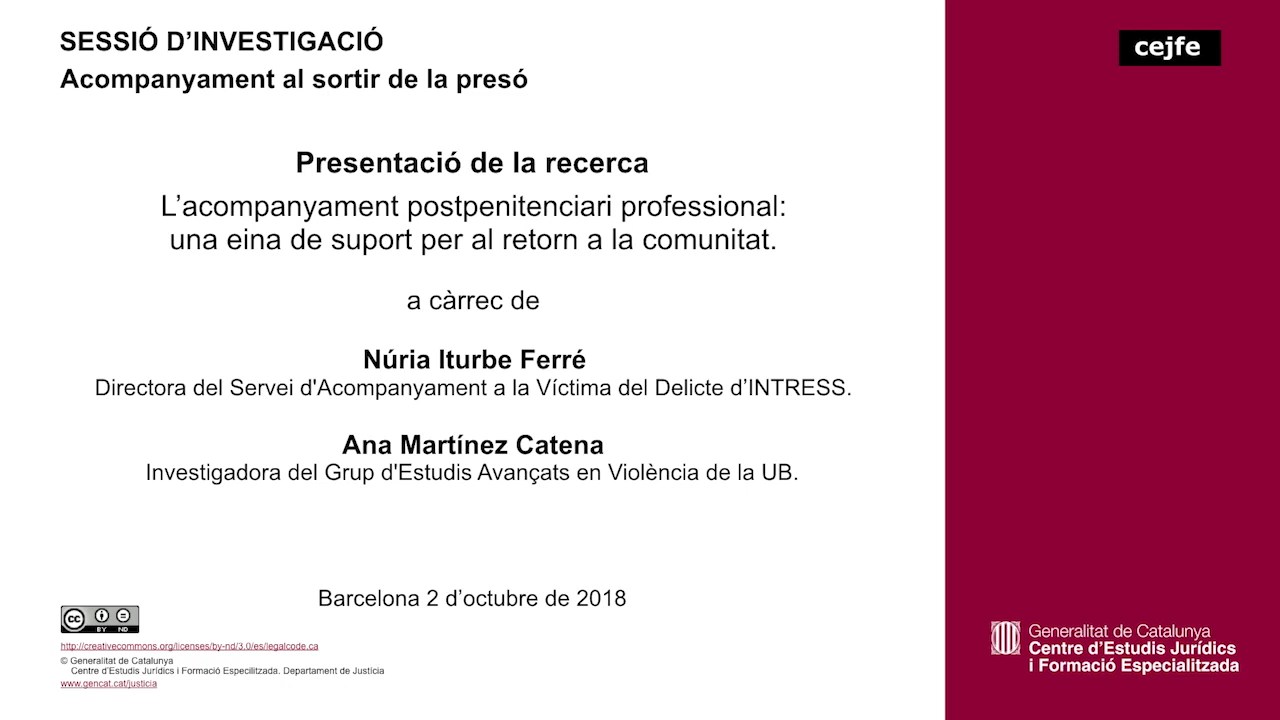 SESSIÓ D’INVESTIGACIÓ
Acompanyament al sortir de la presó
cejfe
Presentació de la recerca
L’acompanyament postpenitenciari professional:
una eina de suport per al retorn a la comunitat.
a càrrec de
Núria Iturbe Ferré
Directora del Servei d'Acompanyament a la Víctima del Delicte d’INTRESS.
Ana Martínez Catena
Investigadora del Grup d'Estudis Avançats en Violència de la UB.
Barcelona 2 d’octubre de 2018
cc BY ND
http://creativecommons.org/licenses/by-nd/3.0/es/legalcode.ca
© Generalitat de Catalunya
Centre d’Estudis Jurídics i Formació Especilitzada. Departament de Justícia
www.gencat.cat/justicia
Generalitat de Catalunya
Centre d’Estudis Jurídics
i Formació Especialitzada